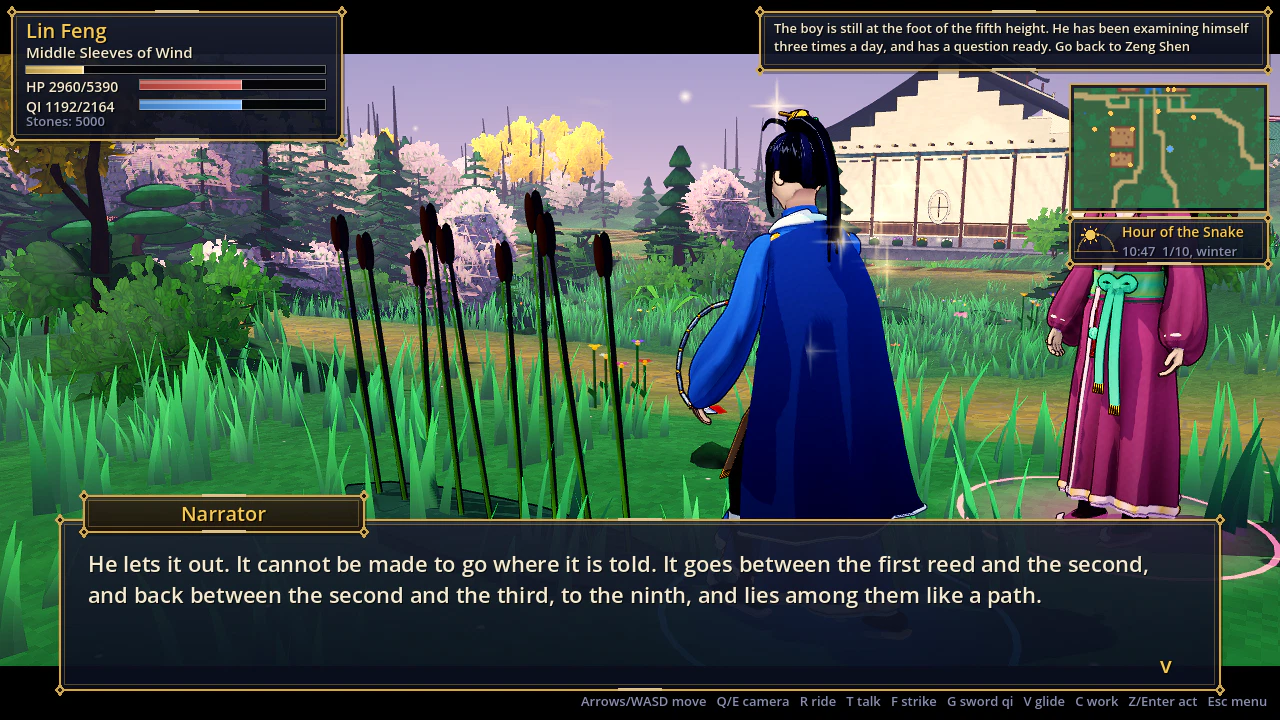 Lin Feng
Middle Sleeves of Wind
HP 2960/5390
QI 1192/2164
Stones: 5000
The boy is still at the foot of the fifth height. He has been examining himself
three times a day, and has a question ready. Go back to Zeng Shen
Hour of the Snake
10:47 1/10, winter
Narrator
He lets it out. It cannot be made to go where it is told. It goes between the first reed and the second,
and back between the second and the third, to the ninth, and lies among them like a path.
V
Arrows/WASD move Q/E camera R ride T talk F strike G sword qi V glide C work Z/Enter act Esc menu